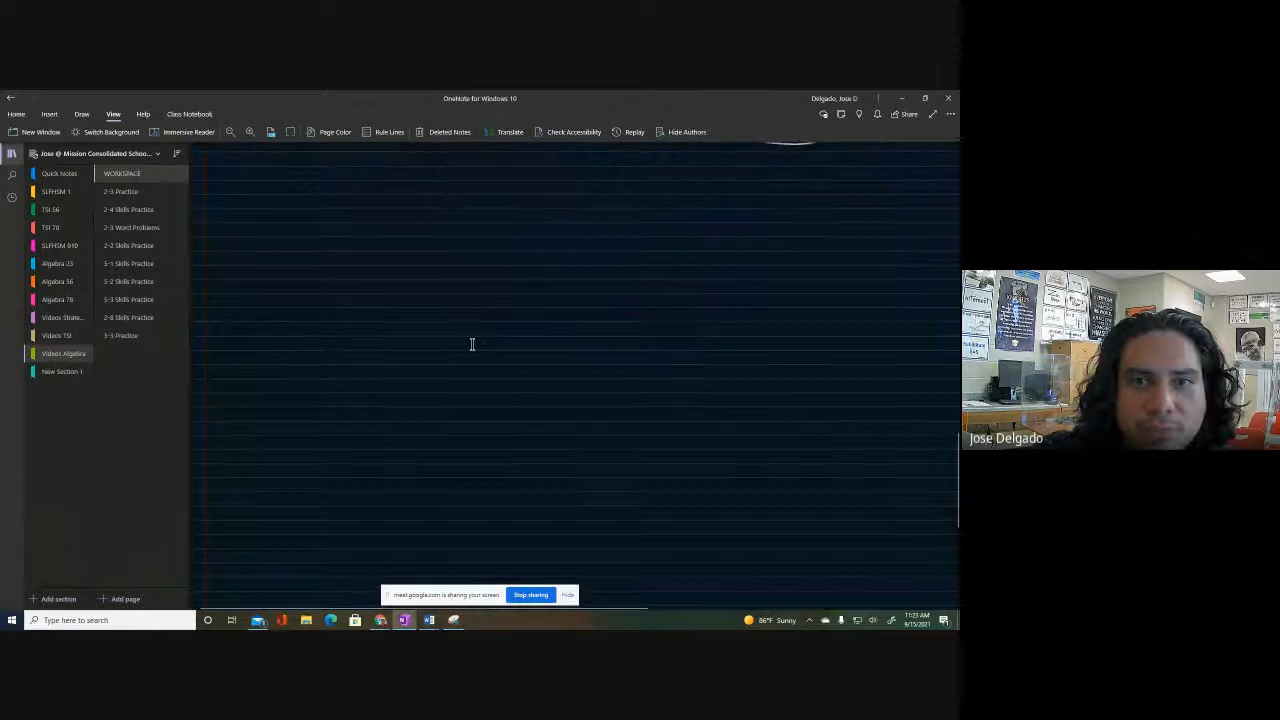 OneNote for Windows 10
Delgado, Jose D
Home Insert Draw View Help Class Notebook
Share
New Window Switch Background Immersive Reader Page Color Rule Lines Deleted Notes Translate Check Accessibility Replay Hide Authors
Jose @ Mission Consolidated Schoo...
Quick Notes
SLFHSM 1
TSI 56
TSI 78
SLFHSM 910
Algebra 23
Algebra 56
Algebra 78
Videos Strate...
Videos TSI
Videos Algebra
New Section 1
WORKSPACE
2-3 Practice
2-4 Skills Practice
2-3 Word Problems
2-2 Skills Practice
5-1 Skills Practice
5-2 Skills Practice
5-3 Skills Practice
2-8 Skills Practice
3-3 Practice
Add section Add page
meet.google.com is sharing your screen. Stop sharing Hide
Type here to search
86°F Sunny
11:23 AM
9/15/2021
EVERYONE
Substitute
Jose Delgado